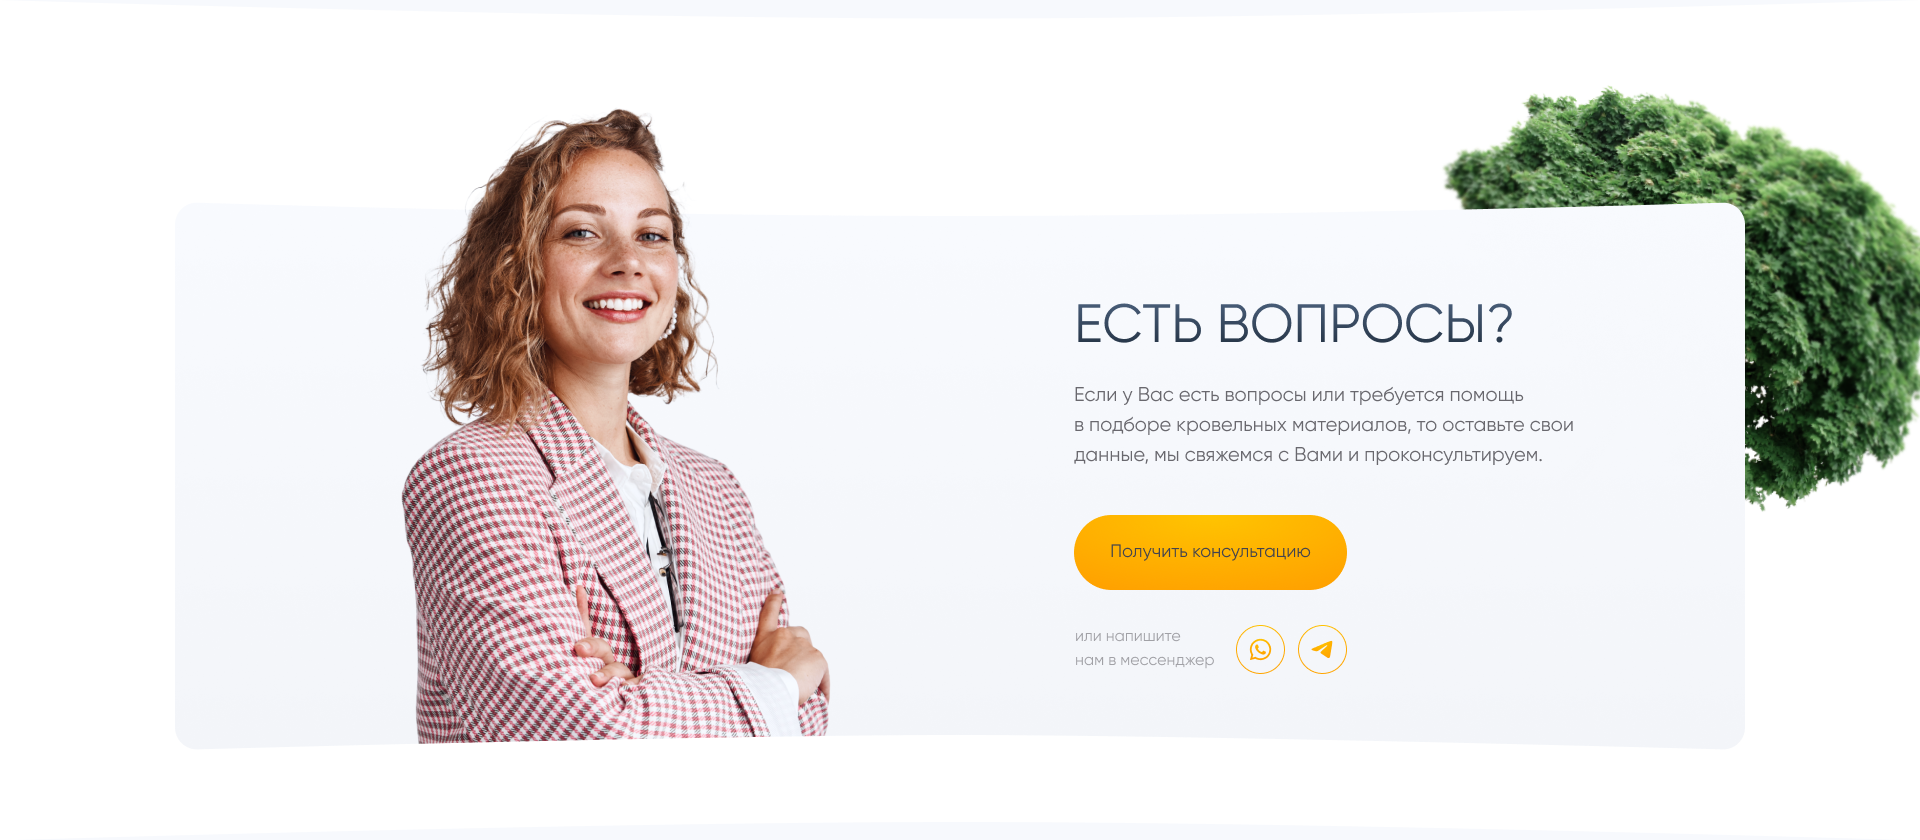 ЕСТЬ ВОПРОСЫ?
Если у Вас есть вопросы или требуется помощь
в подборе кровельных материалов, то оставьте свои
данные, мы свяжемся с Вами и проконсультируем.
Получить консультацию
или напишите
нам в мессенджер